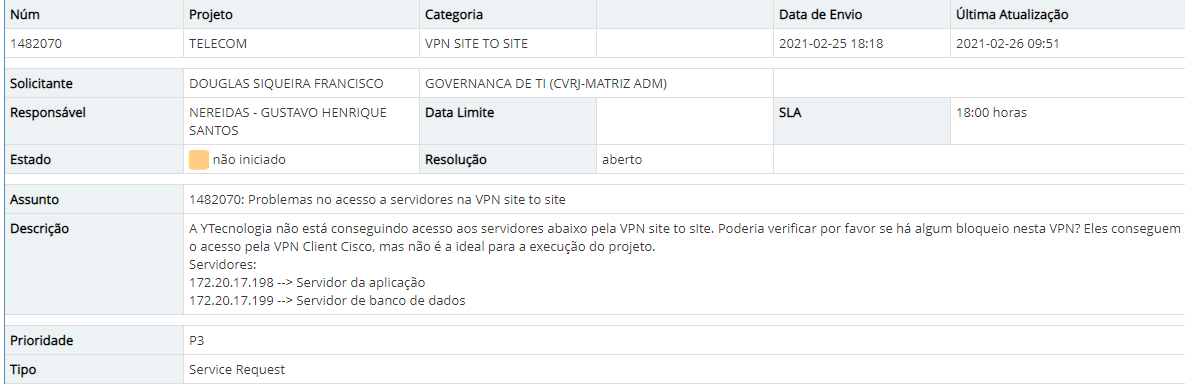 Núm Projeto Categoria Data de Envio Última Atualização
1482070 TELECOM VPN SITE TO SITE 2021-02-25 18:18 2021-02-26 09:51
Solicitante DOUGLAS SIQUEIRA FRANCISCO GOVERNANCA DE TI (CVRJ-MATRIZ ADM)
Responsável NEREIDAS - GUSTAVO HENRIQUE SANTOS Data Limite SLA 18:00 horas
Estado não iniciado Resolução aberto
Assunto 1482070: Problemas no acesso a servidores na VPN site to site
Descrição A YTecnologia não está conseguindo acesso aos servidores abaixo pela VPN site to sIte. Poderia verificar por favor se há algum bloqueio nesta VPN? Eles conseguem
o acesso pela VPN Client Cisco, mas não é a ideal para a execução do projeto.
Servidores:
172.20.17.198 --> Servidor da aplicação
172.20.17.199 --> Servidor de banco de dados
Prioridade P3
Tipo Service Request